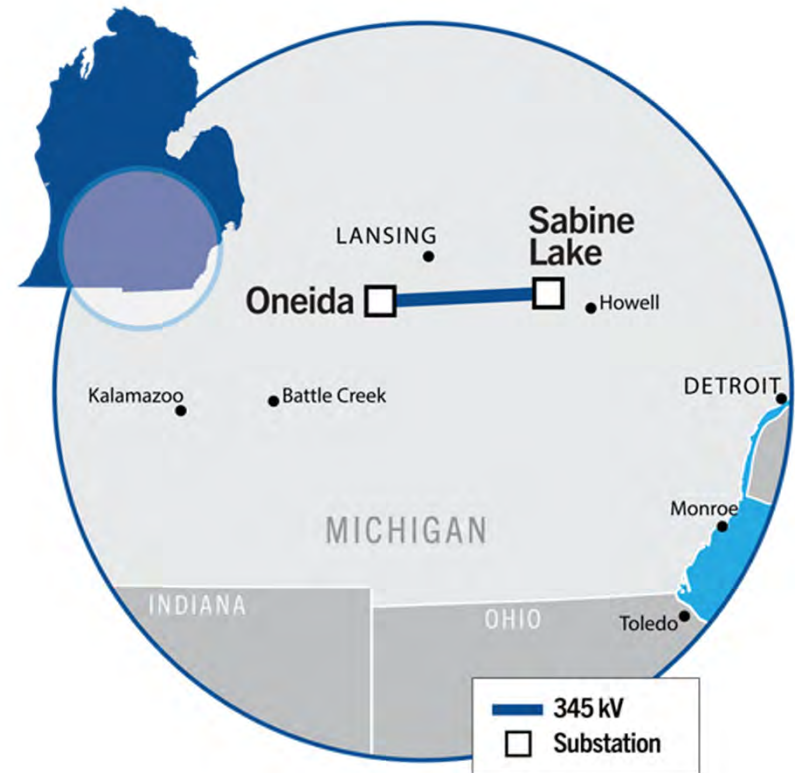 LANSING
Sabine
Lake
Oneida
Howell
Kalamazoo
Battle Creek
DETROIT
MICHIGAN
Monroe
INDIANA
OHIO
Toledo
345 kV
Substation